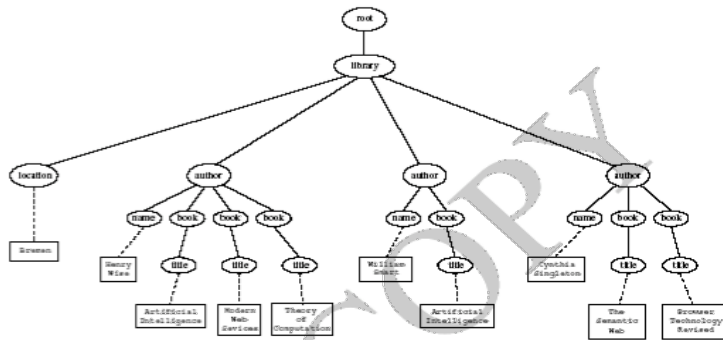 root
library
location
author
author
author
name
book
book
book
name
book
name
book
book
Bremen
Henry
Wise
title
title
title
William
Smart
title
Cynthia
Singleton
title
title
Artificial
Intelligence
Modern
Web
Sevices
Theory
of
Computation
Artificial
Intelligence
The
Semantic
Web
Browser
Technology
Revised
COPY